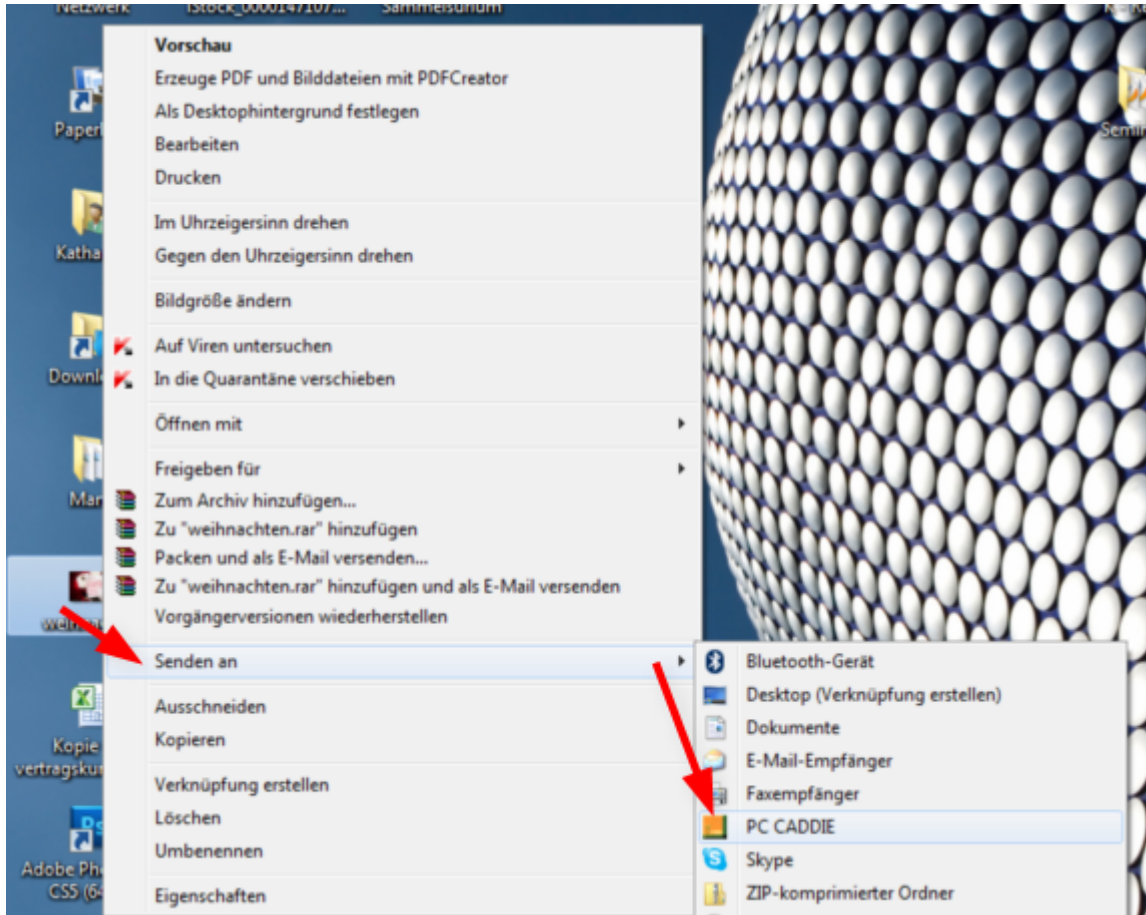 Netzwerk
iStock_0000147107...
Sammelsurium
Vorschau
Erzeuge PDF und Bilddateien mit PDFCreator
Als Desktophintergrund festlegen
Bearbeiten
Drucken
Im Uhrzeigersinn drehen
Gegen den Uhrzeigersinn drehen
Bildgröße ändern
Auf Viren untersuchen
In die Quarantäne verschieben
Öffnen mit
Freigeben für
Zum Archiv hinzufügen...
Zu "weihnachten.rar" hinzufügen
Packen und als E-Mail versenden...
Zu "weihnachten.rar" hinzufügen und als E-Mail versenden
Vorgängerversionen wiederherstellen
Senden an
Ausschneiden
Kopieren
Verknüpfung erstellen
Löschen
Umbenennen
Eigenschaften
Bluetooth-Gerät
Desktop (Verknüpfung erstellen)
Dokumente
E-Mail-Empfänger
Faxempfänger
PC CADDIE
Skype
ZIP-komprimierter Ordner
Paper
Katha
Downl
Mar
Kopie
vertragskur
Adobe Pho
CS5 (64
Semin